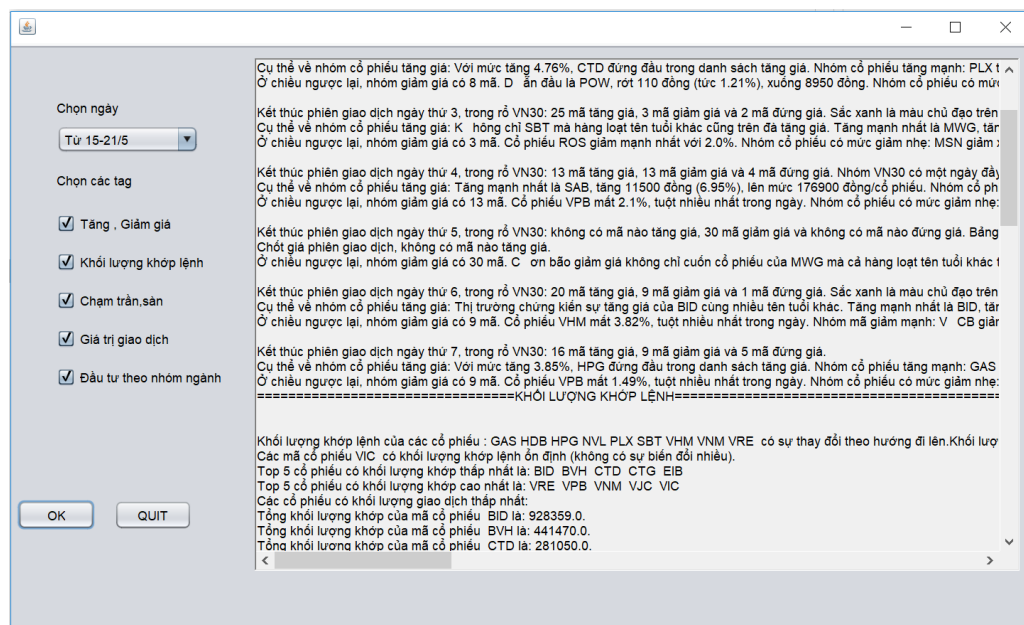 Chọn ngày
Từ 15-21/5
Chọn các tag
Tăng , Giảm giá
Khối lượng khớp lệnh
Chạm trần,sàn
Giá trị giao dịch
Đầu tư theo nhóm ngành
OK
QUIT
Cụ thể về nhóm cổ phiếu tăng giá: Với mức tăng 4.76%, CTD đứng đầu trong danh sách tăng giá. Nhóm cổ phiếu tăng mạnh: PLX t
Ở chiều ngược lại, nhóm giảm giá có 8 mã. D ẫn đầu là POW, rớt 110 đồng (tức 1.21%), xuống 8950 đồng. Nhóm cổ phiếu có mức
Kết thúc phiên giao dịch ngày thứ 3, trong rổ VN30: 25 mã tăng giá, 3 mã giảm giá và 2 mã đứng giá. Sắc xanh là màu chủ đạo trên
Cụ thể về nhóm cổ phiếu tăng giá: K hông chỉ SBT mà hàng loạt tên tuổi khác cũng trên đà tăng giá. Tăng mạnh nhất là MWG, tăn
Ở chiều ngược lại, nhóm giảm giá có 3 mã. Cổ phiếu ROS giảm mạnh nhất với 2.0%. Nhóm cổ phiếu có mức giảm nhẹ: MSN giảm
Kết thúc phiên giao dịch ngày thứ 4, trong rổ VN30: 13 mã tăng giá, 13 mã giảm giá và 4 mã đứng giá. Nhóm VN30 có một ngày đầy
Cụ thể về nhóm cổ phiếu tăng giá: Tăng mạnh nhất là SAB, tăng 11500 đồng (6.95%), lên mức 176900 đồng/cổ phiếu. Nhóm cổ ph
Ở chiều ngược lại, nhóm giảm giá có 13 mã. Cổ phiếu VPB mất 2.1%, tuột nhiều nhất trong ngày. Nhóm cổ phiếu có mức giảm nhẹ:
Kết thúc phiên giao dịch ngày thứ 5, trong rổ VN30: không có mã nào tăng giá, 30 mã giảm giá và không có mã nào đứng giá. Bảng
Chốt giá phiên giao dịch, không có mã nào tăng giá.
Ở chiều ngược lại, nhóm giảm giá có 30 mã. C ơn bão giảm giá không chỉ cuốn cổ phiếu của MWG mà cả hàng loạt tên tuổi khác t
Kết thúc phiên giao dịch ngày thứ 6, trong rổ VN30: 20 mã tăng giá, 9 mã giảm giá và 1 mã đứng giá. Sắc xanh là màu chủ đạo trên
Cụ thể về nhóm cổ phiếu tăng giá: Thị trường chứng kiến sự tăng giá của BID cùng nhiều tên tuổi khác. Tăng mạnh nhất là BID, tăn
Ở chiều ngược lại, nhóm giảm giá có 9 mã. Cổ phiếu VHM mất 3.82%, tuột nhiều nhất trong ngày. Nhóm mã giảm mạnh: V CB giản
Kết thúc phiên giao dịch ngày thứ 7, trong rổ VN30: 16 mã tăng giá, 9 mã giảm giá và 5 mã đứng giá.
Cụ thể về nhóm cổ phiếu tăng giá: Với mức tăng 3.85%, HPG đứng đầu trong danh sách tăng giá. Nhóm cổ phiếu tăng mạnh: GAS
Ở chiều ngược lại, nhóm giảm giá có 9 mã. Cổ phiếu VPB mất 1.49%, tuột nhiều nhất trong ngày. Nhóm cổ phiếu có mức giảm nhẹ:
=================================KHỐI LƯỢNG KHỚP LỆNH==========================================
Khối lượng khớp lệnh của các cổ phiếu : GAS HDB HPG NVL PLX SBT VHM VNM VRE có sự thay đổi theo hướng đi lên.Khối lượ
Các mã cổ phiếu VIC có khối lượng khớp lệnh ổn định (không có sự biến đổi nhiều).
Top 5 cổ phiếu có khối lượng khớp thấp nhất là: BID BVH CTD CTG EIB
Top 5 cổ phiếu có khối lượng khớp cao nhất là: VRE VPB VNM VJC VIC
Các cổ phiếu có khối lượng giao dịch thấp nhất:
Tổng khối lượng khớp của mã cổ phiếu BID là: 928359.0.
Tổng khối lượng khớp của mã cổ phiếu BVH là: 441470.0.
Tổng khối lượng khớp của mã cổ phiếu CTD là: 281050.0.